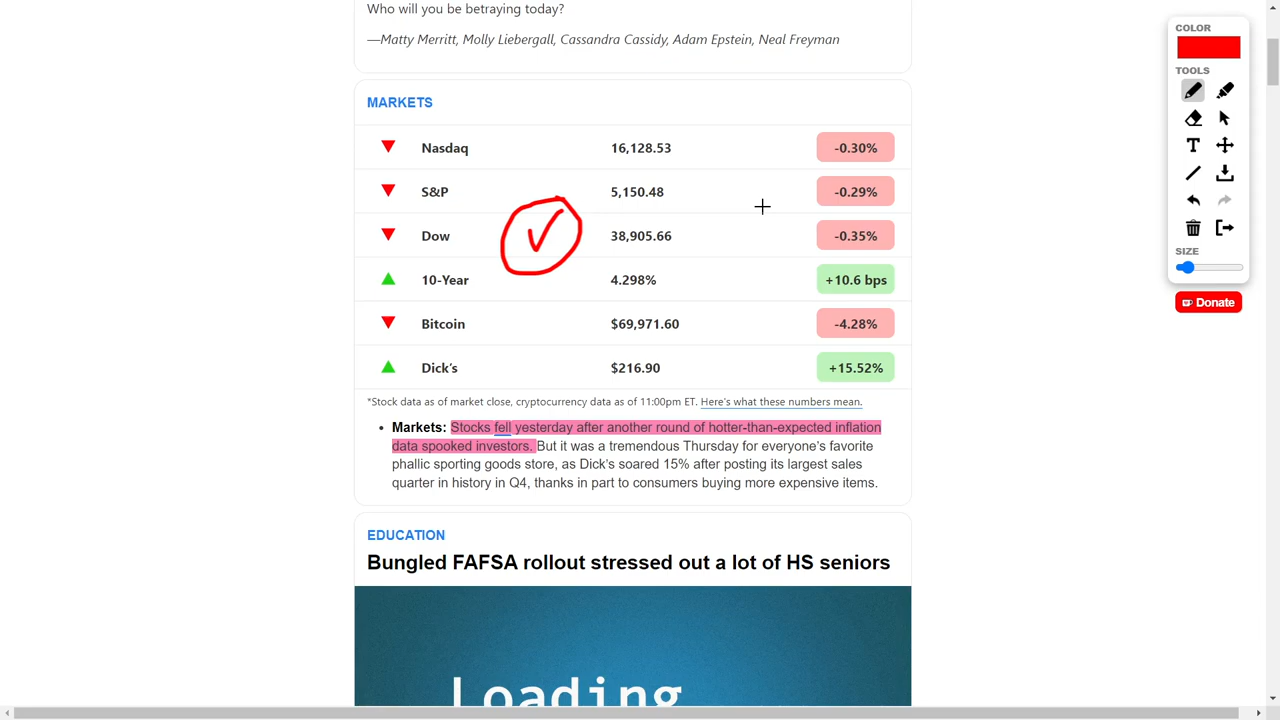 Who will you be betraying today?
—Matty Merritt, Molly Liebergall, Cassandra Cassidy, Adam Epstein, Neal Freyman
MARKETS
Nasdaq 16,128.53 -0.30%
S&P 5,150.48 -0.29%
Dow 38,905.66 -0.35%
10-Year 4.298% +10.6 bps
Bitcoin $69,971.60 -4.28%
Dick's $216.90 +15.52%
*Stock data as of market close, cryptocurrency data as of 11:00pm ET. Here's what these numbers mean.
• Markets: Stocks fell yesterday after another round of hotter-than-expected inflation
data spooked investors. But it was a tremendous Thursday for everyone's favorite
phallic sporting goods store, as Dick's soared 15% after posting its largest sales
quarter in history in Q4, thanks in part to consumers buying more expensive items.
EDUCATION
Bungled FAFSA rollout stressed out a lot of HS seniors
Loading
COLOR
TOOLS
T
SIZE
Donate